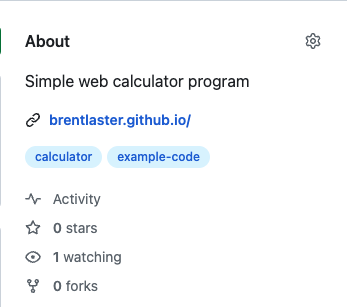 About
Simple web calculator program
brentlaster.github.io/
calculator example-code
Activity
0 stars
1 watching
0 forks